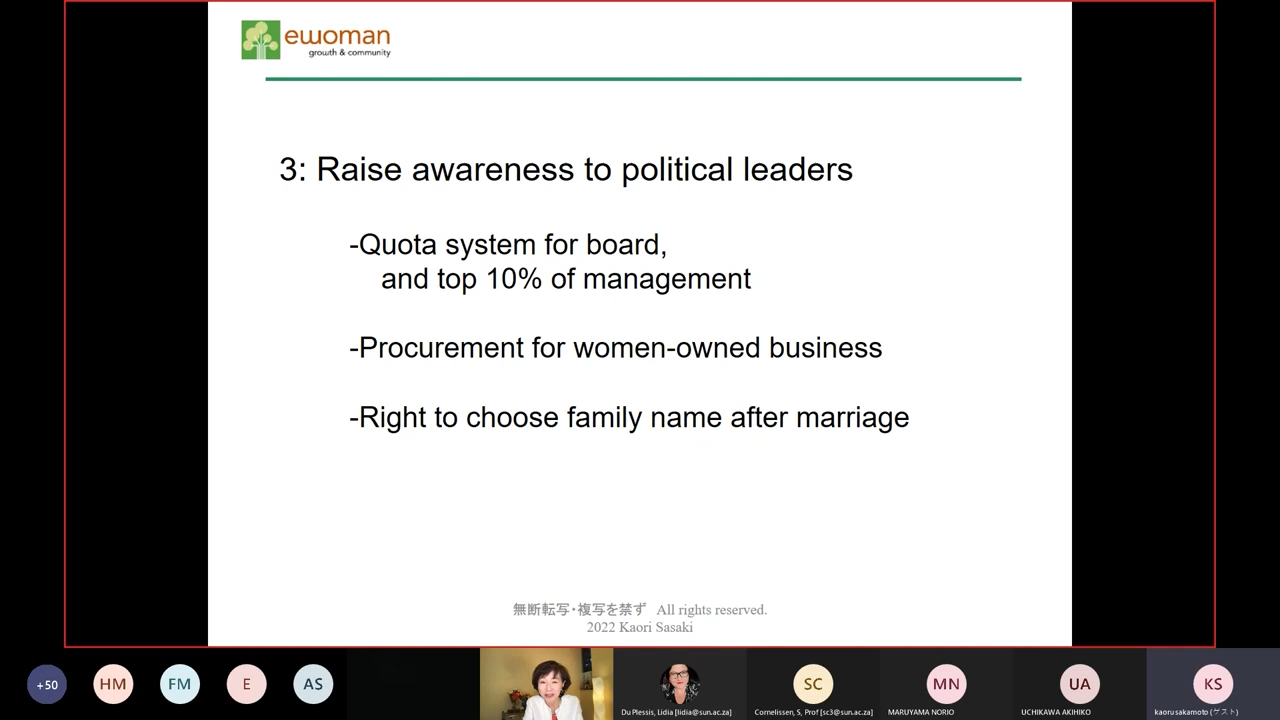 ewoman
growth & community
3: Raise awareness to political leaders
-Quota system for board,
and top 10% of management
-Procurement for women-owned business
-Right to choose family name after marriage
無断転写・複写を禁ず All rights reserved.
2022 Kaori Sasaki
+50
HM
FM
E
AS
SC
MN
UA
KS
Du Plessis, Lidia [lidia@sun.ac.za]
Cornelissen, S, Prof [sc3@sun.ac.za]
MARUYAMA NORIO
UCHIKAWA AKIHIKO
kaoru sakamoto (ゲスト)